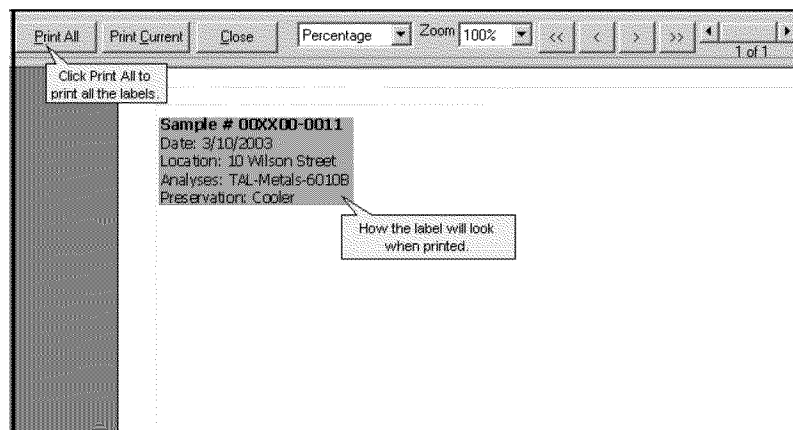 Print All Print Current Close Percentage Zoom 100% << < > >>
1 of 1
Click Print All to
print all the labels.
Sample # 00XX00-0011
Date: 3/10/2003
Location: 10 Wilson Street
Analyses: TAL-Metals-6010B
Preservation: Cooler
How the label will look
when printed.